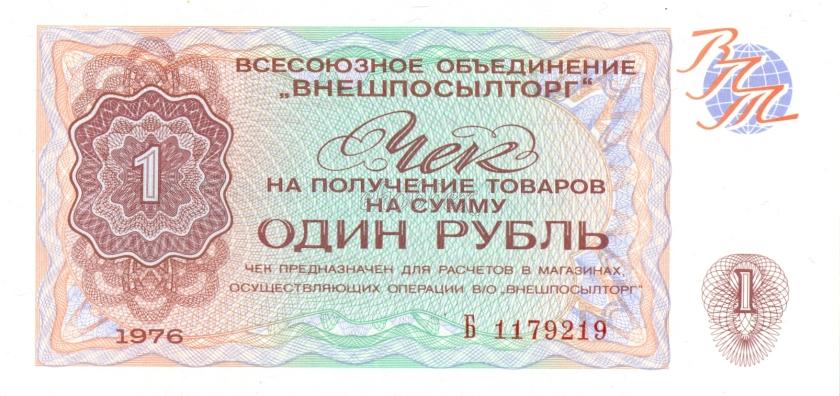 ВСЕСОЮЗНОЕ ОБЪЕДИНЕНИЕ
„ВНЕШПОСЫЛТОРГ“
ВПТ
Чек
НА ПОЛУЧЕНИЕ ТОВАРОВ
НА СУММУ
ОДИН РУБЛЬ
1
ЧЕК ПРЕДНАЗНАЧЕН ДЛЯ РАСЧЕТОВ В МАГАЗИНАХ,
ОСУЩЕСТВЛЯЮЩИХ ОПЕРАЦИИ В/О „ВНЕШПОСЫЛТОРГ“
1
1976
Б 1179219